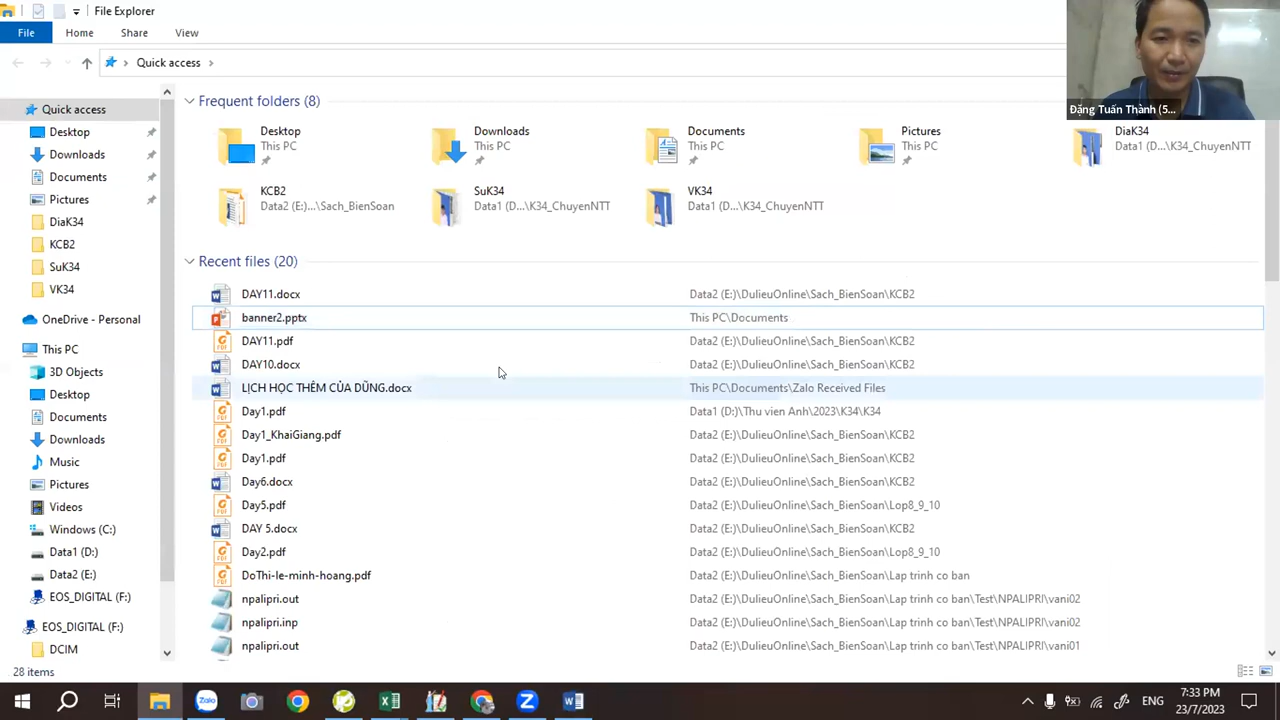 File Explorer
File Home Share View
Quick access
Đặng Tuấn Thành (5...
Quick access
Desktop
Downloads
Documents
Pictures
DiaK34
KCB2
SuK34
VK34
OneDrive - Personal
This PC
3D Objects
Desktop
Documents
Downloads
Music
Pictures
Videos
Windows (C:)
Data1 (D:)
Data2 (E:)
EOS_DIGITAL (F:)
EOS_DIGITAL (F:)
DCIM
Frequent folders (8)
Desktop
This PC
Downloads
This PC
Documents
This PC
Pictures
This PC
DiaK34
Data1 (D...\K34_ChuyenNTT
KCB2
Data2 (E:)...\Sach_BienSoan
SuK34
Data1 (D...\K34_ChuyenNTT
VK34
Data1 (D...\K34_ChuyenNTT
Recent files (20)
DAY11.docx Data2 (E:)\DulieuOnline\Sach_BienSoan\KCB2
banner2.pptx This PC\Documents
DAY11.pdf Data2 (E:)\DulieuOnline\Sach_BienSoan\KCB2
DAY10.docx Data2 (E:)\DulieuOnline\Sach_BienSoan\KCB2
LỊCH HỌC THÊM CỦA DŨNG.docx This PC\Documents\Zalo Received Files
Day1.pdf Data1 (D:)\Thu vien Anh\2023\K34\K34
Day1_KhaiGiang.pdf Data2 (E:)\DulieuOnline\Sach_BienSoan\KCB2
Day1.pdf Data2 (E:)\DulieuOnline\Sach_BienSoan\KCB2
Day6.docx Data2 (E:)\DulieuOnline\Sach_BienSoan\KCB2
Day5.pdf Data2 (E:)\DulieuOnline\Sach_BienSoan\Lop8_9_10
DAY 5.docx Data2 (E:)\DulieuOnline\Sach_BienSoan\KCB2
Day2.pdf Data2 (E:)\DulieuOnline\Sach_BienSoan\Lop8_9_10
DoThi-le-minh-hoang.pdf Data2 (E:)\DulieuOnline\Sach_BienSoan\Lap trinh co ban
npalipri.out Data2 (E:)\DulieuOnline\Sach_BienSoan\Lap trinh co ban\Test\NPALIPRI\vani02
npalipri.inp Data2 (E:)\DulieuOnline\Sach_BienSoan\Lap trinh co ban\Test\NPALIPRI\vani02
npalipri.out Data2 (E:)\DulieuOnline\Sach_BienSoan\Lap trinh co ban\Test\NPALIPRI\vani01
28 items
Zalo
ENG
7:33 PM
23/7/2023